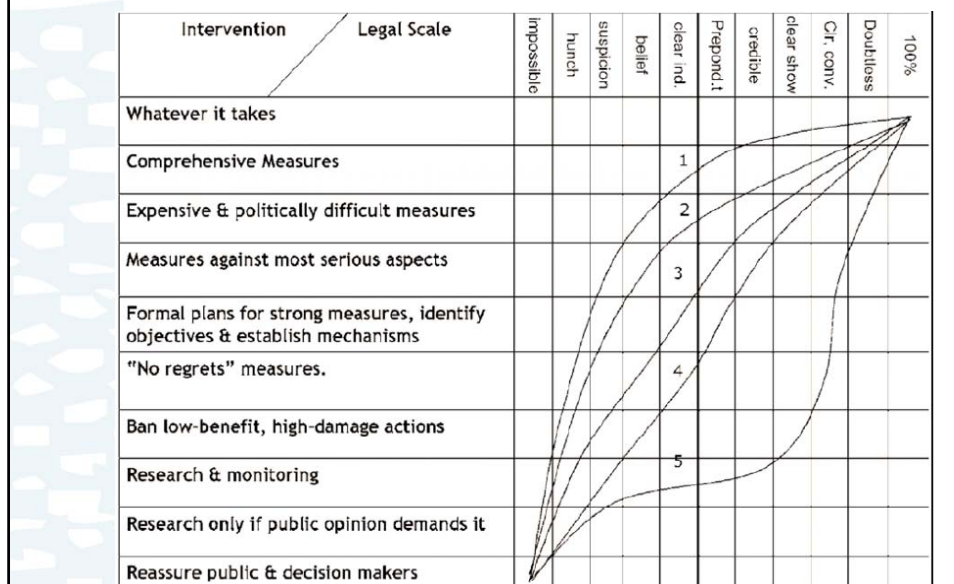 Intervention
Legal Scale
impossible
hunch
suspicion
belief
clear ind.
Prepond.t
credible
clear show
Clr. conv.
Doubtless
100%
Whatever it takes
Comprehensive Measures
1
Expensive & politically difficult measures
2
Measures against most serious aspects
3
Formal plans for strong measures, identify
objectives & establish mechanisms
"No regrets" measures.
4
Ban low-benefit, high-damage actions
Research & monitoring
5
Research only if public opinion demands it
Reassure public & decision makers